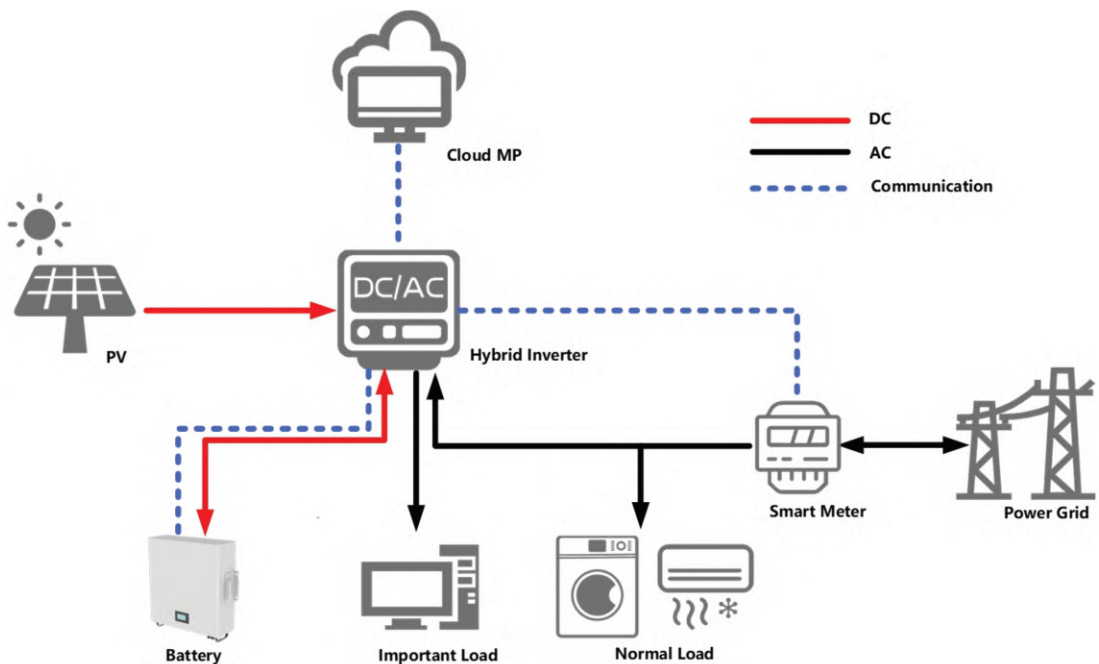 Cloud MP
DC
AC
Communication
DC/AC
PV
Hybrid Inverter
Smart Meter
Power Grid
Battery
Important Load
Normal Load